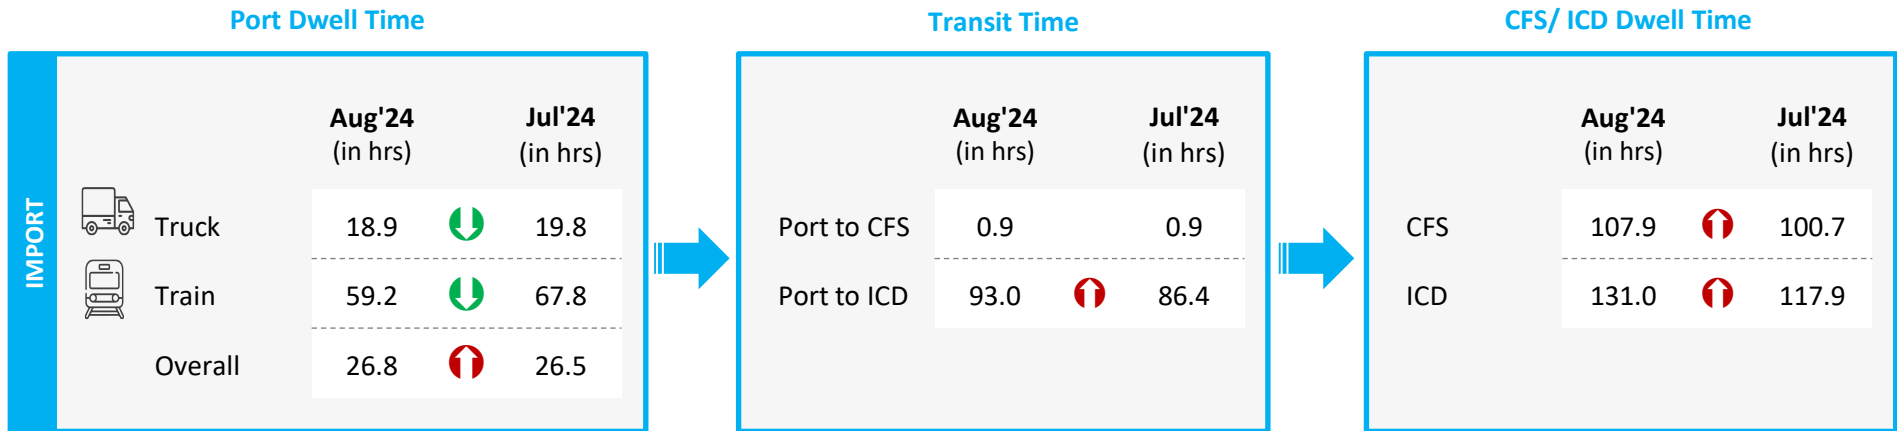 Port Dwell Time
Transit Time
CFS/ ICD Dwell Time
IMPORT
Aug'24 Jul'24
(in hrs) (in hrs)
Truck 18.9 19.8
Train 59.2 67.8
Overall 26.8 26.5
Aug'24 Jul'24
(in hrs) (in hrs)
Port to CFS 0.9 0.9
Port to ICD 93.0 86.4
Aug'24 Jul'24
(in hrs) (in hrs)
CFS 107.9 100.7
ICD 131.0 117.9